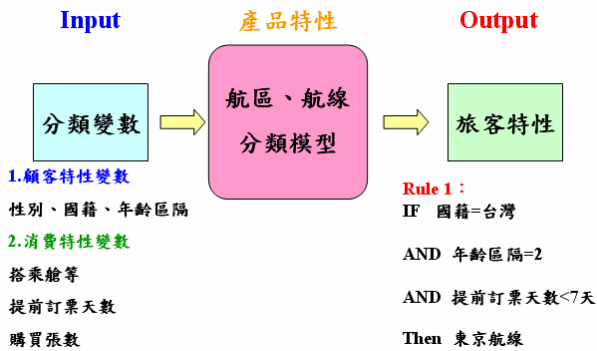 Input
產品特性
Output
分類變數
航區、航線
分類模型
旅客特性
1.顧客特性變數
性別、國籍、年齡區隔
2.消費特性變數
搭乘艙等
提前訂票天數
購買張數
Rule 1：
IF 國籍=台灣
AND 年齡區隔=2
AND 提前訂票天數<7天
Then 東京航線